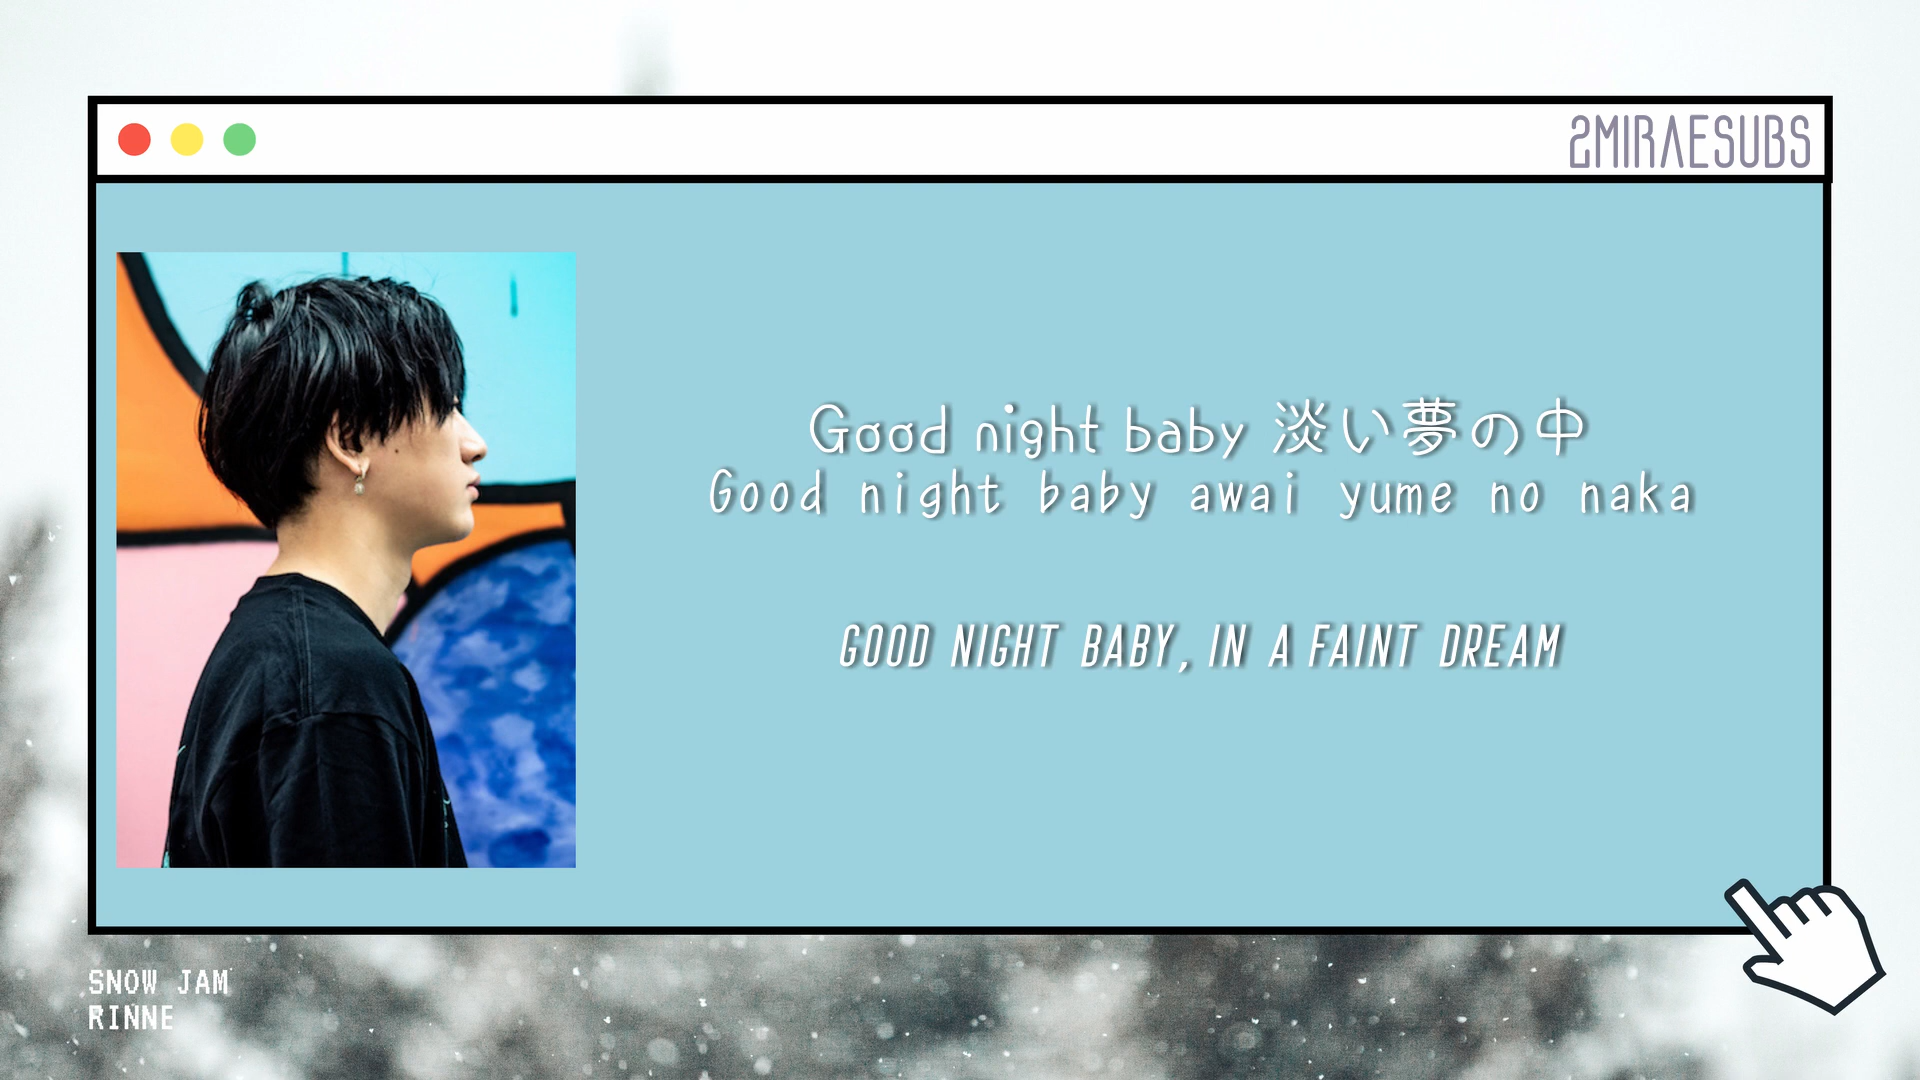 2MIRAESUBS
Good night baby 淡い夢の中
Good night baby awai yume no naka
GOOD NIGHT BABY, IN A FAINT DREAM
SNOW JAM
RINNE